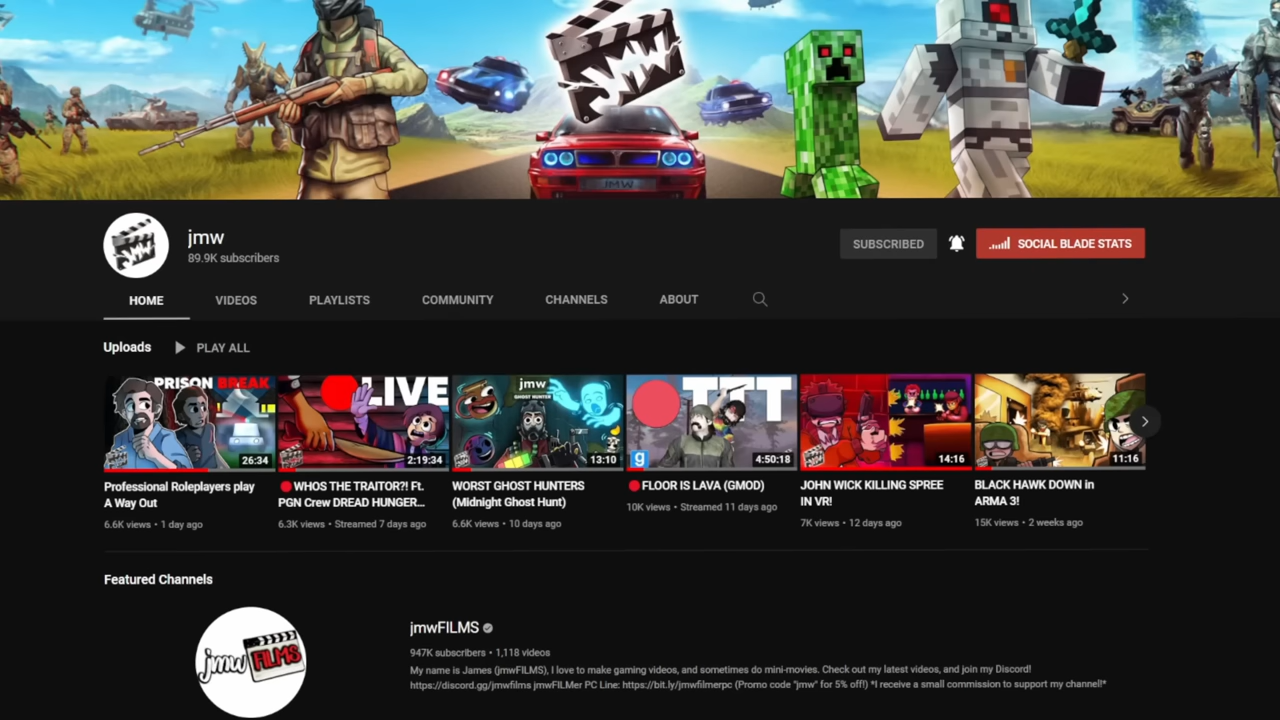 JMW
jmw
89.9K subscribers
SUBSCRIBED
SOCIAL BLADE STATS
HOME
VIDEOS
PLAYLISTS
COMMUNITY
CHANNELS
ABOUT
Uploads
PLAY ALL
PRISON BREAK
26:34
LIVE
2:19:34
jmw
GHOST HUNTER
13:10
TTT
g
4:50:18
14:16
11:16
Professional Roleplayers play
A Way Out
6.6K views • 1 day ago
WHOS THE TRAITOR?! Ft.
PGN Crew DREAD HUNGER...
6.3K views • Streamed 7 days ago
WORST GHOST HUNTERS
(Midnight Ghost Hunt)
6.6K views • 10 days ago
FLOOR IS LAVA (GMOD)
10K views • Streamed 11 days ago
JOHN WICK KILLING SPREE
IN VR!
7K views • 12 days ago
BLACK HAWK DOWN in
ARMA 3!
15K views • 2 weeks ago
Featured Channels
jmw FILMS
jmwFILMS
947K subscribers • 1,118 videos
My name is James (jmwFILMS), I love to make gaming videos, and sometimes do mini-movies. Check out my latest videos, and join my Discord!
https://discord.gg/jmwfilms jmwFILMer PC Line: https://bit.ly/jmwfilmerpc (Promo code "jmw" for 5% off!) *I receive a small commission to support my channel!*